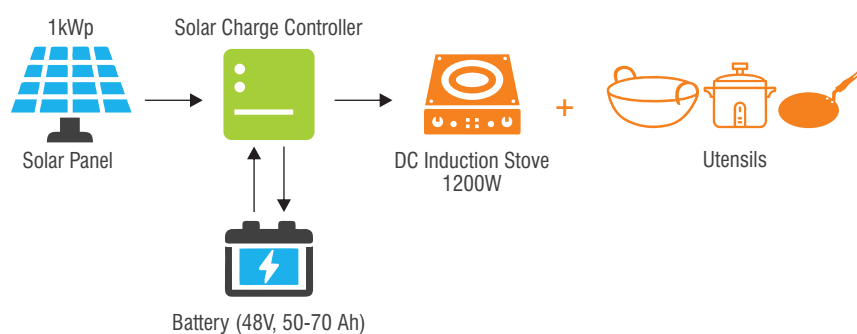 1kWp
Solar Charge Controller
Solar Panel
+
DC Induction Stove
1200W
Utensils
Battery (48V, 50-70 Ah)